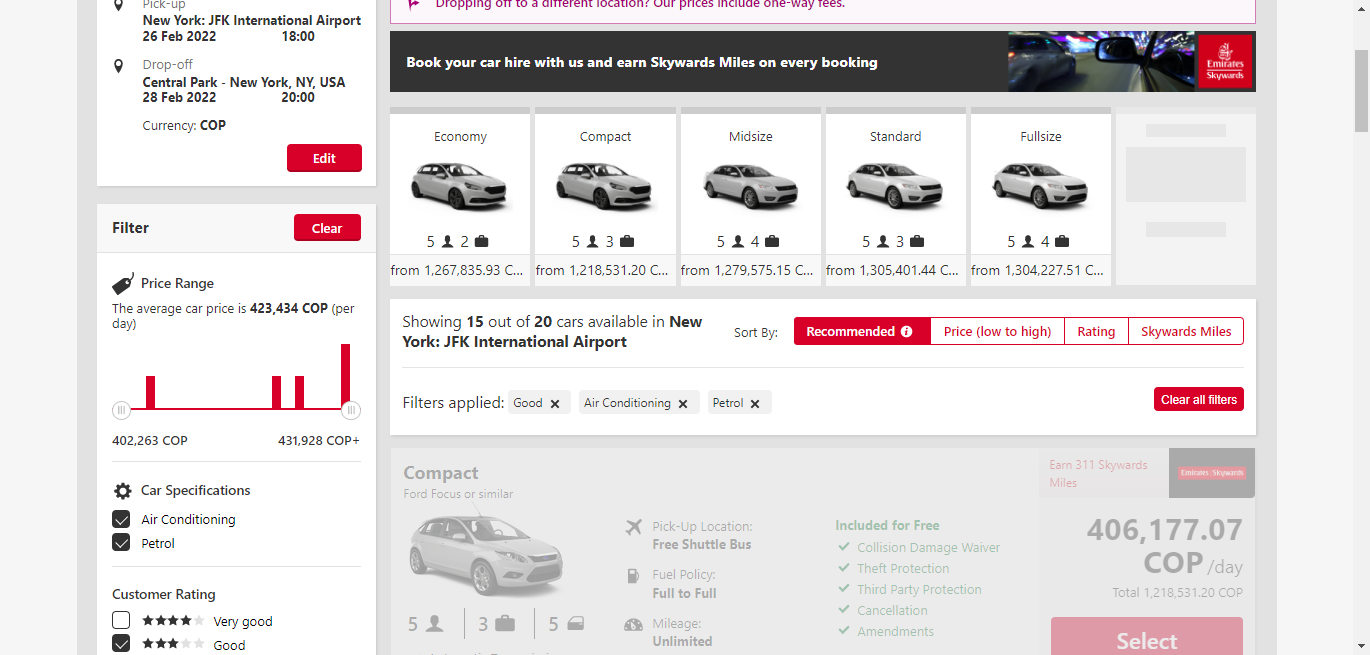 Pick-up
New York: JFK International Airport
26 Feb 2022 18:00
Drop-off
Central Park - New York, NY, USA
28 Feb 2022 20:00
Currency: COP
Edit
Filter
Clear
Price Range
The average car price is 423,434 COP (per
day)
402,263 COP 431,928 COP+
Car Specifications
Air Conditioning
Petrol
Customer Rating
Very good
Good
Dropping off to a different location? Our prices include one-way fees.
Book your car hire with us and earn Skywards Miles on every booking
Emirates
Skywards
Economy
5 2
from 1,267,835.93 C...
Compact
5 3
from 1,218,531.20 C...
Midsize
5 4
from 1,279,575.15 C...
Standard
5 3
from 1,305,401.44 C...
Fullsize
5 4
from 1,304,227.51 C...
Showing 15 out of 20 cars available in New
York: JFK International Airport
Sort By:
Recommended
Price (low to high)
Rating
Skywards Miles
Filters applied: Good Air Conditioning Petrol
Clear all filters
Compact
Ford Focus or similar
5 3 5
Pick-Up Location:
Free Shuttle Bus
Fuel Policy:
Full to Full
Mileage:
Unlimited
Included for Free
Collision Damage Waiver
Theft Protection
Third Party Protection
Cancellation
Amendments
Earn 311 Skywards
Miles
Emirates Skywards
406,177.07
COP /day
Total 1,218,531.20 COP
Select